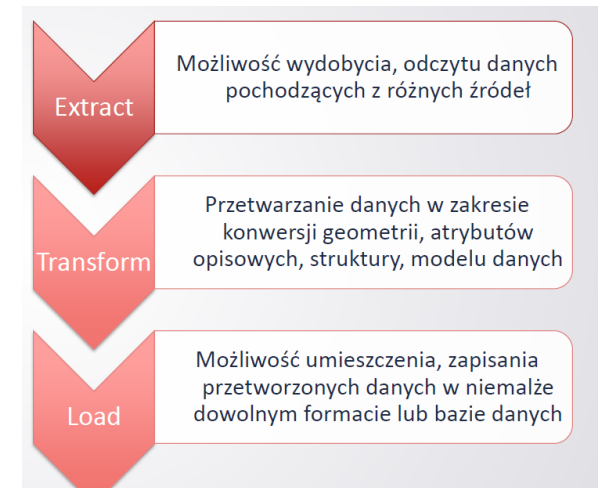 Extract
Możliwość wydobycia, odczytu danych
pochodzących z różnych źródeł
Transform
Przetwarzanie danych w zakresie
konwersji geometrii, atrybutów
opisowych, struktury, modelu danych
Load
Możliwość umieszczenia, zapisania
przetworzonych danych w niemalże
dowolnym formacie lub bazie danych